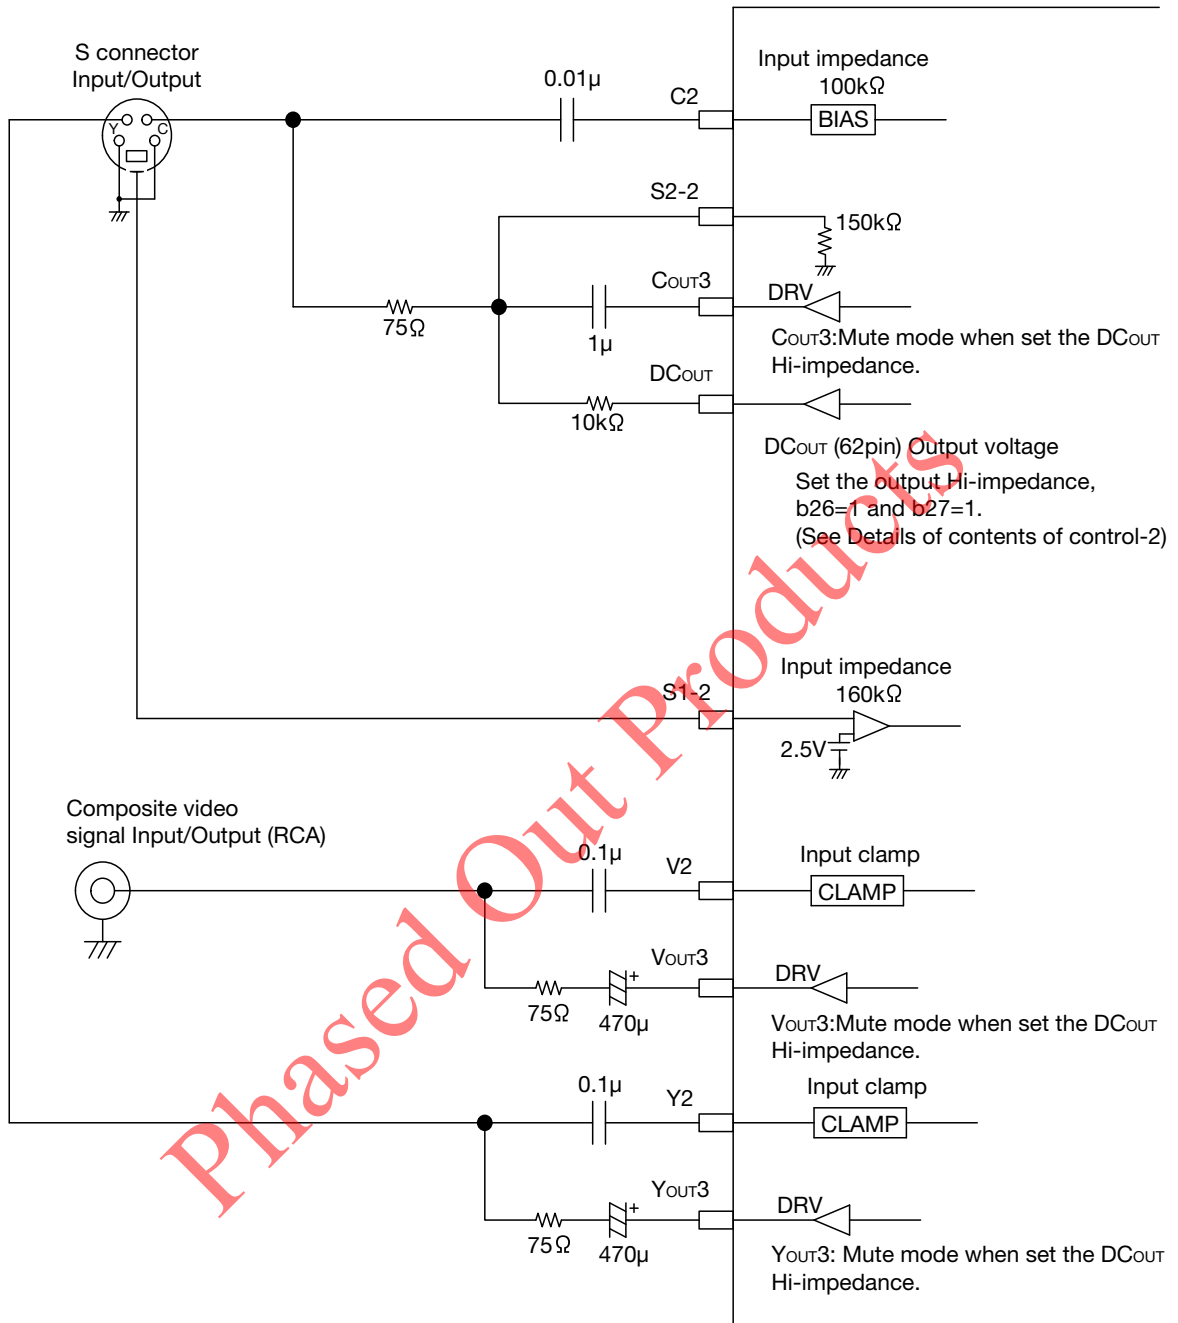 S connector
Input/Output
Y C
0.01µ
C2
Input impedance
100kΩ
BIAS
S2-2
150kΩ
75Ω
1µ
COUT3
DRV
COUT3:Mute mode when set the DCOUT
Hi-impedance.
DCOUT
10kΩ
DCOUT (62pin) Output voltage
Set the output Hi-impedance,
b26=1 and b27=1.
(See Details of contents of control-2)
S1-2
Input impedance
160kΩ
2.5V
Composite video
signal Input/Output (RCA)
0.1µ
V2
Input clamp
CLAMP
75Ω
+
470µ
VOUT3
DRV
VOUT3:Mute mode when set the DCOUT
Hi-impedance.
0.1µ
Y2
Input clamp
CLAMP
75Ω
+
470µ
YOUT3
DRV
YOUT3: Mute mode when set the DCOUT
Hi-impedance.
Phased Out Products